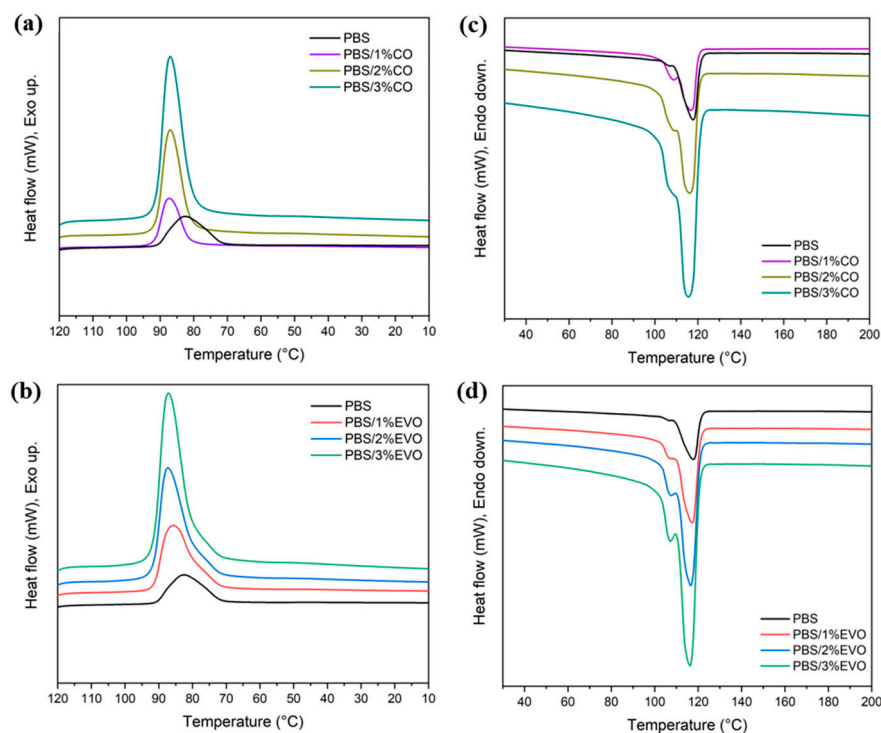 (a)
Heat flow (mW), Exo up.
PBS
PBS/1%CO
PBS/2%CO
PBS/3%CO
120 110 100 90 80 70 60 50 40 30 20 10
Temperature (°C)
(c)
Heat flow (mW), Endo down.
PBS
PBS/1%CO
PBS/2%CO
PBS/3%CO
40 60 80 100 120 140 160 180 200
Temperature (°C)
(b)
Heat flow (mW), Exo up.
PBS
PBS/1%EVO
PBS/2%EVO
PBS/3%EVO
120 110 100 90 80 70 60 50 40 30 20 10
Temperature (°C)
(d)
Heat flow (mW), Endo down.
PBS
PBS/1%EVO
PBS/2%EVO
PBS/3%EVO
40 60 80 100 120 140 160 180 200
Temperature (°C)